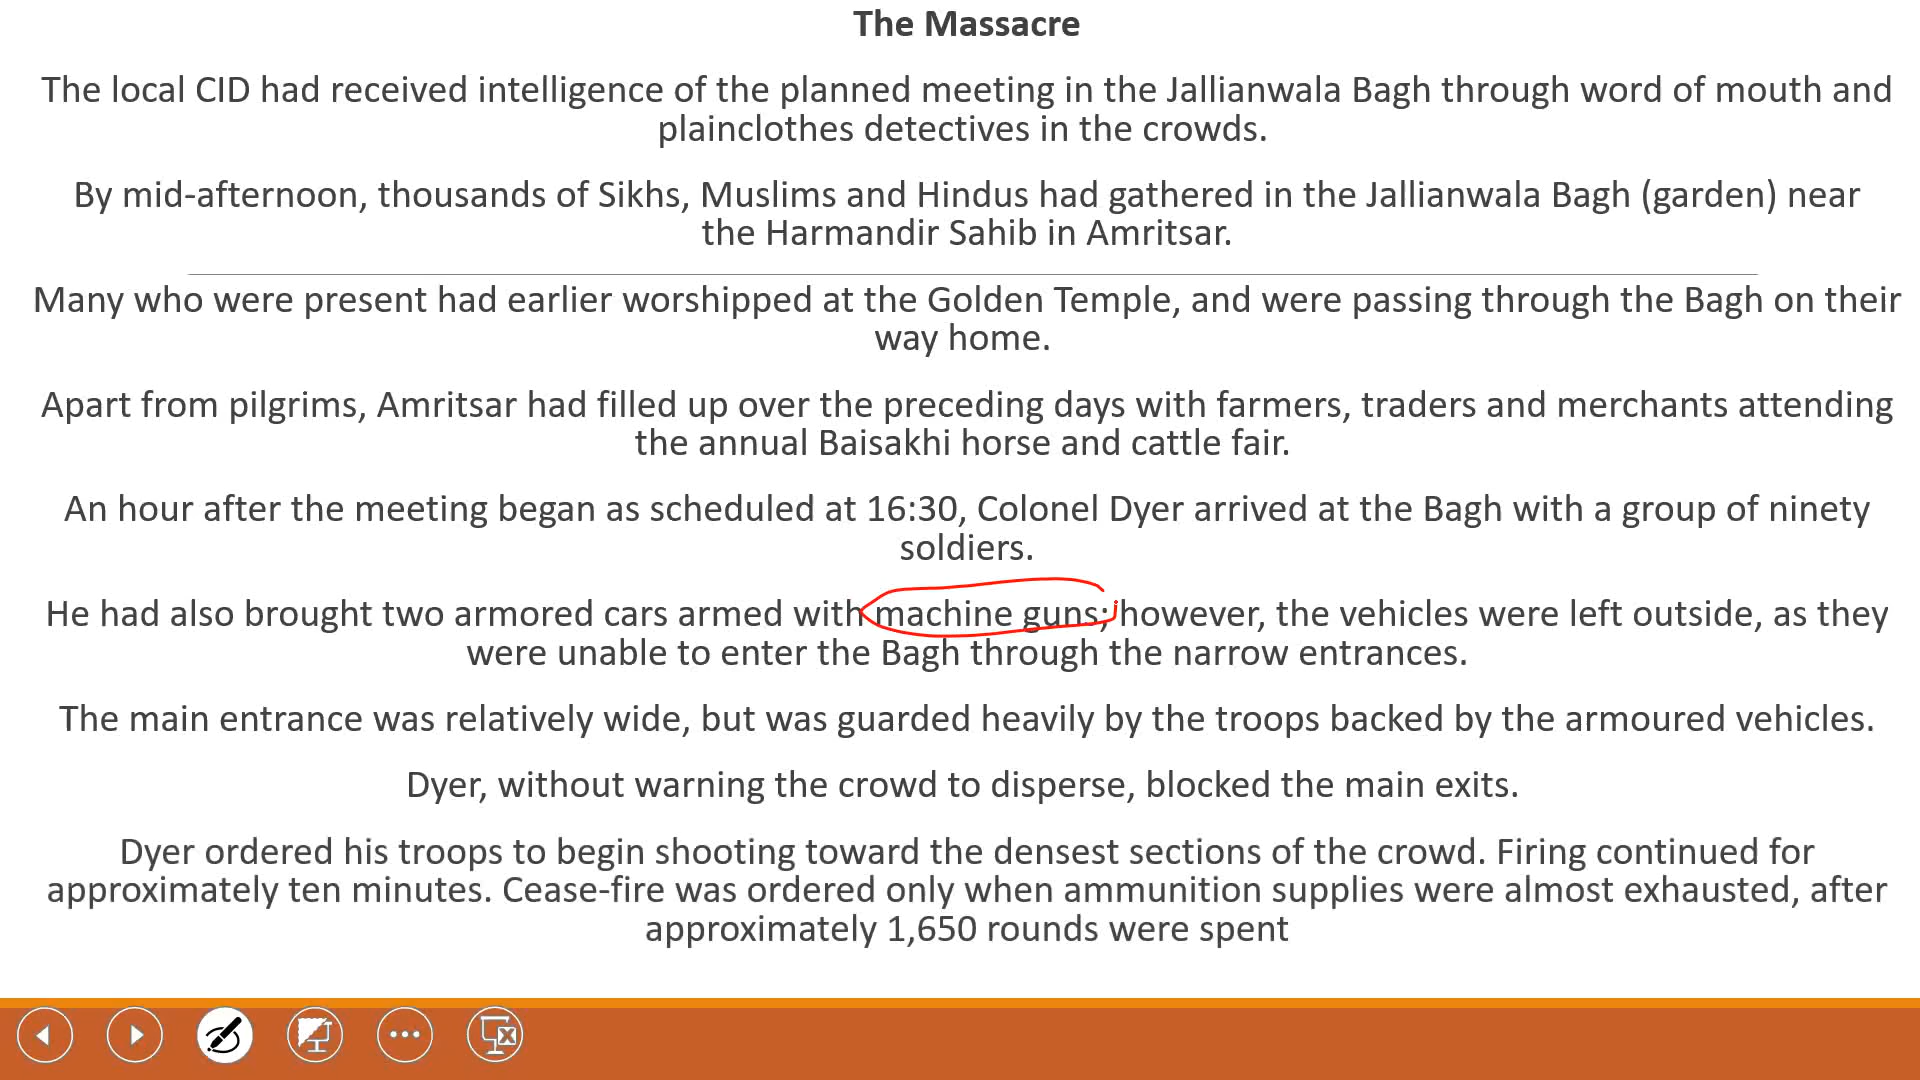 The Massacre
The local CID had received intelligence of the planned meeting in the Jallianwala Bagh through word of mouth and
plainclothes detectives in the crowds.
By mid-afternoon, thousands of Sikhs, Muslims and Hindus had gathered in the Jallianwala Bagh (garden) near
the Harmandir Sahib in Amritsar.
Many who were present had earlier worshipped at the Golden Temple, and were passing through the Bagh on their
way home.
Apart from pilgrims, Amritsar had filled up over the preceding days with farmers, traders and merchants attending
the annual Baisakhi horse and cattle fair.
An hour after the meeting began as scheduled at 16:30, Colonel Dyer arrived at the Bagh with a group of ninety
soldiers.
He had also brought two armored cars armed with machine guns; however, the vehicles were left outside, as they
were unable to enter the Bagh through the narrow entrances.
The main entrance was relatively wide, but was guarded heavily by the troops backed by the armoured vehicles.
Dyer, without warning the crowd to disperse, blocked the main exits.
Dyer ordered his troops to begin shooting toward the densest sections of the crowd. Firing continued for
approximately ten minutes. Cease-fire was ordered only when ammunition supplies were almost exhausted, after
approximately 1,650 rounds were spent